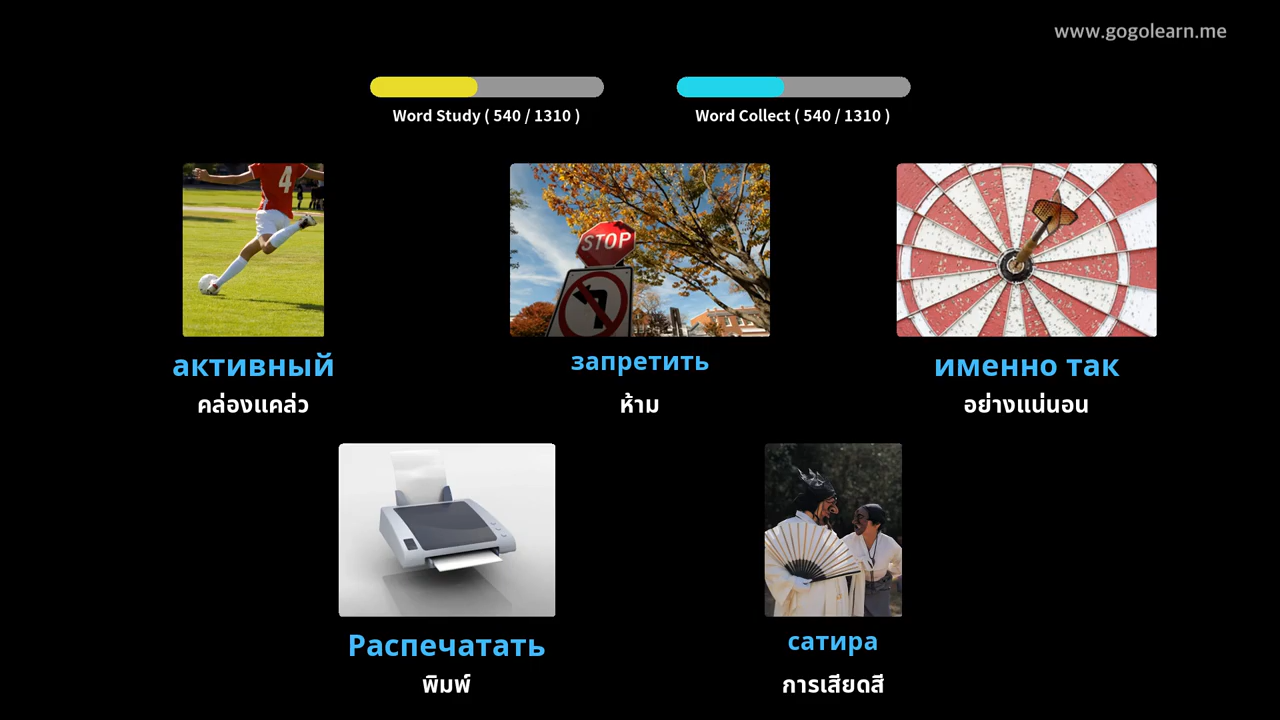 www.gogolearn.me
Word Study ( 540 / 1310 )
Word Collect ( 540 / 1310 )
4
STOP
активный
คล่องแคล่ว
запретить
ห้าม
именно так
อย่างแน่นอน
Распечатать
พิมพ์
сатира
การเสียดสี